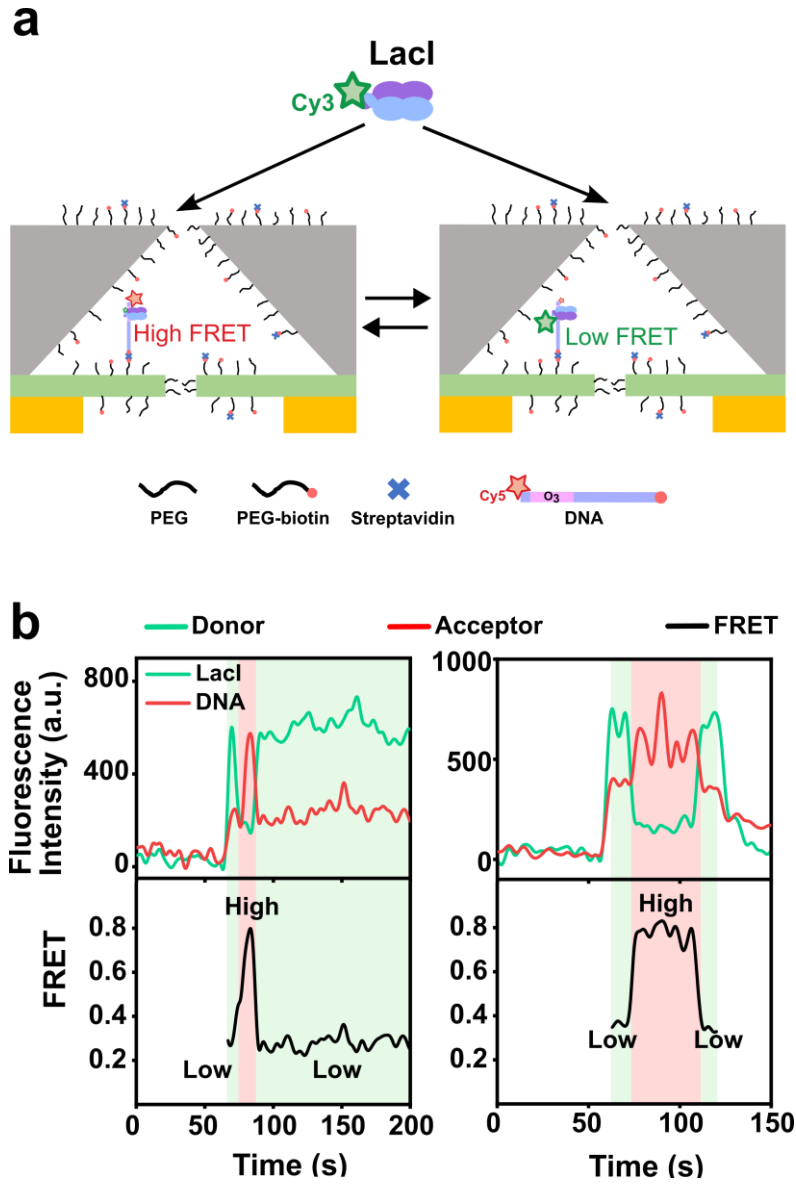 a
LacI
Cy3
High FRET
Low FRET
Cy5
O3
PEG
PEG-biotin
Streptavidin
DNA
b
Donor
Acceptor
FRET
Fluorescence
Intensity (a.u.)
800
400
0
LacI
DNA
1000
500
0
FRET
0.8
0.6
0.4
0.2
High
Low
Low
0.8
0.6
0.4
0.2
High
Low
Low
0 50 100 150 200
Time (s)
0 50 100 150
Time (s)